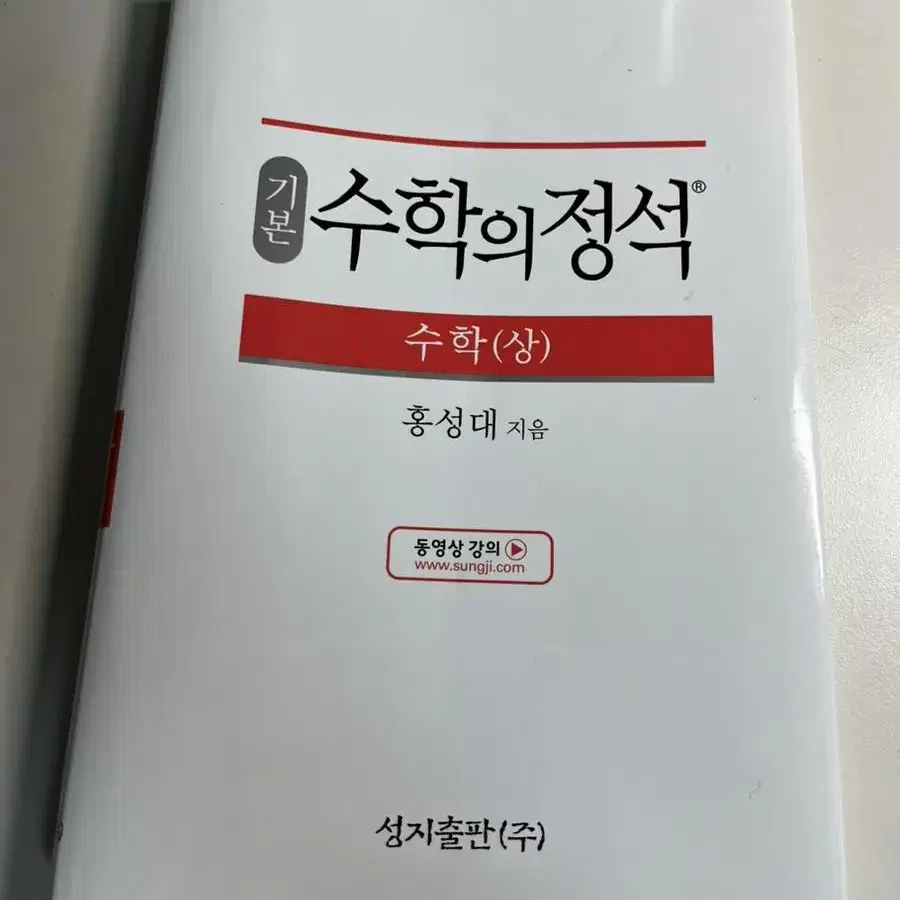 기본 수학의정석®
수학(상)
홍성대 지음
동영상 강의
www.sungji.com
성지출판(주)